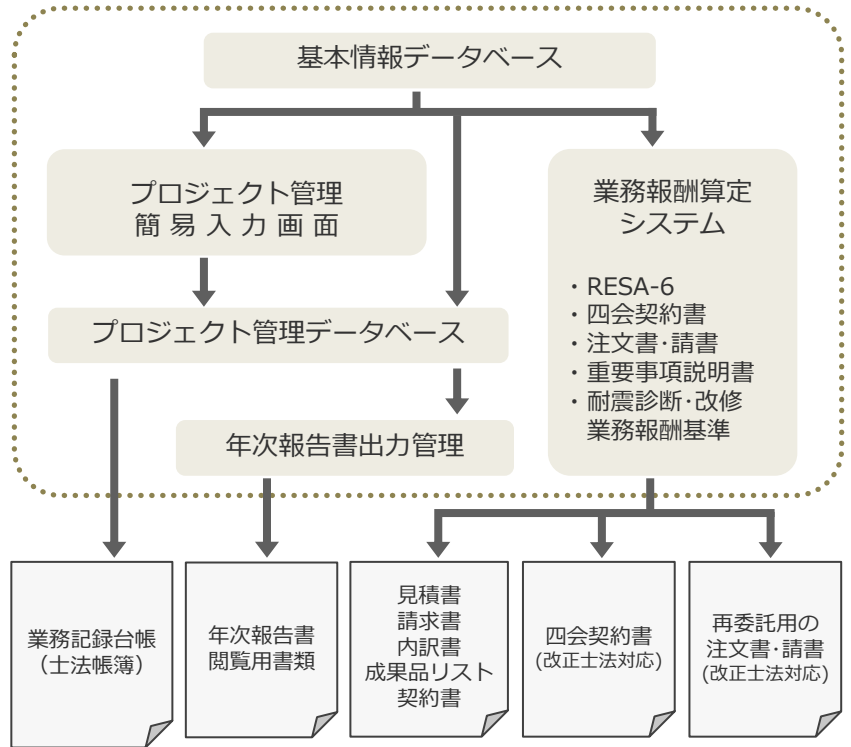 基本情報データベース
プロジェクト管理
簡 易 入 力 画 面
業務報酬算定
システム
・RESA-6
・四会契約書
・注文書・請書
・重要事項説明書
・耐震診断・改修
業務報酬基準
プロジェクト管理データベース
年次報告書出力管理
業務記録台帳
（士法帳簿）
年次報告書
閲覧用書類
見積書
請求書
内訳書
成果品リスト
契約書
四会契約書
(改正士法対応)
再委託用の
注文書・請書
(改正士法対応)